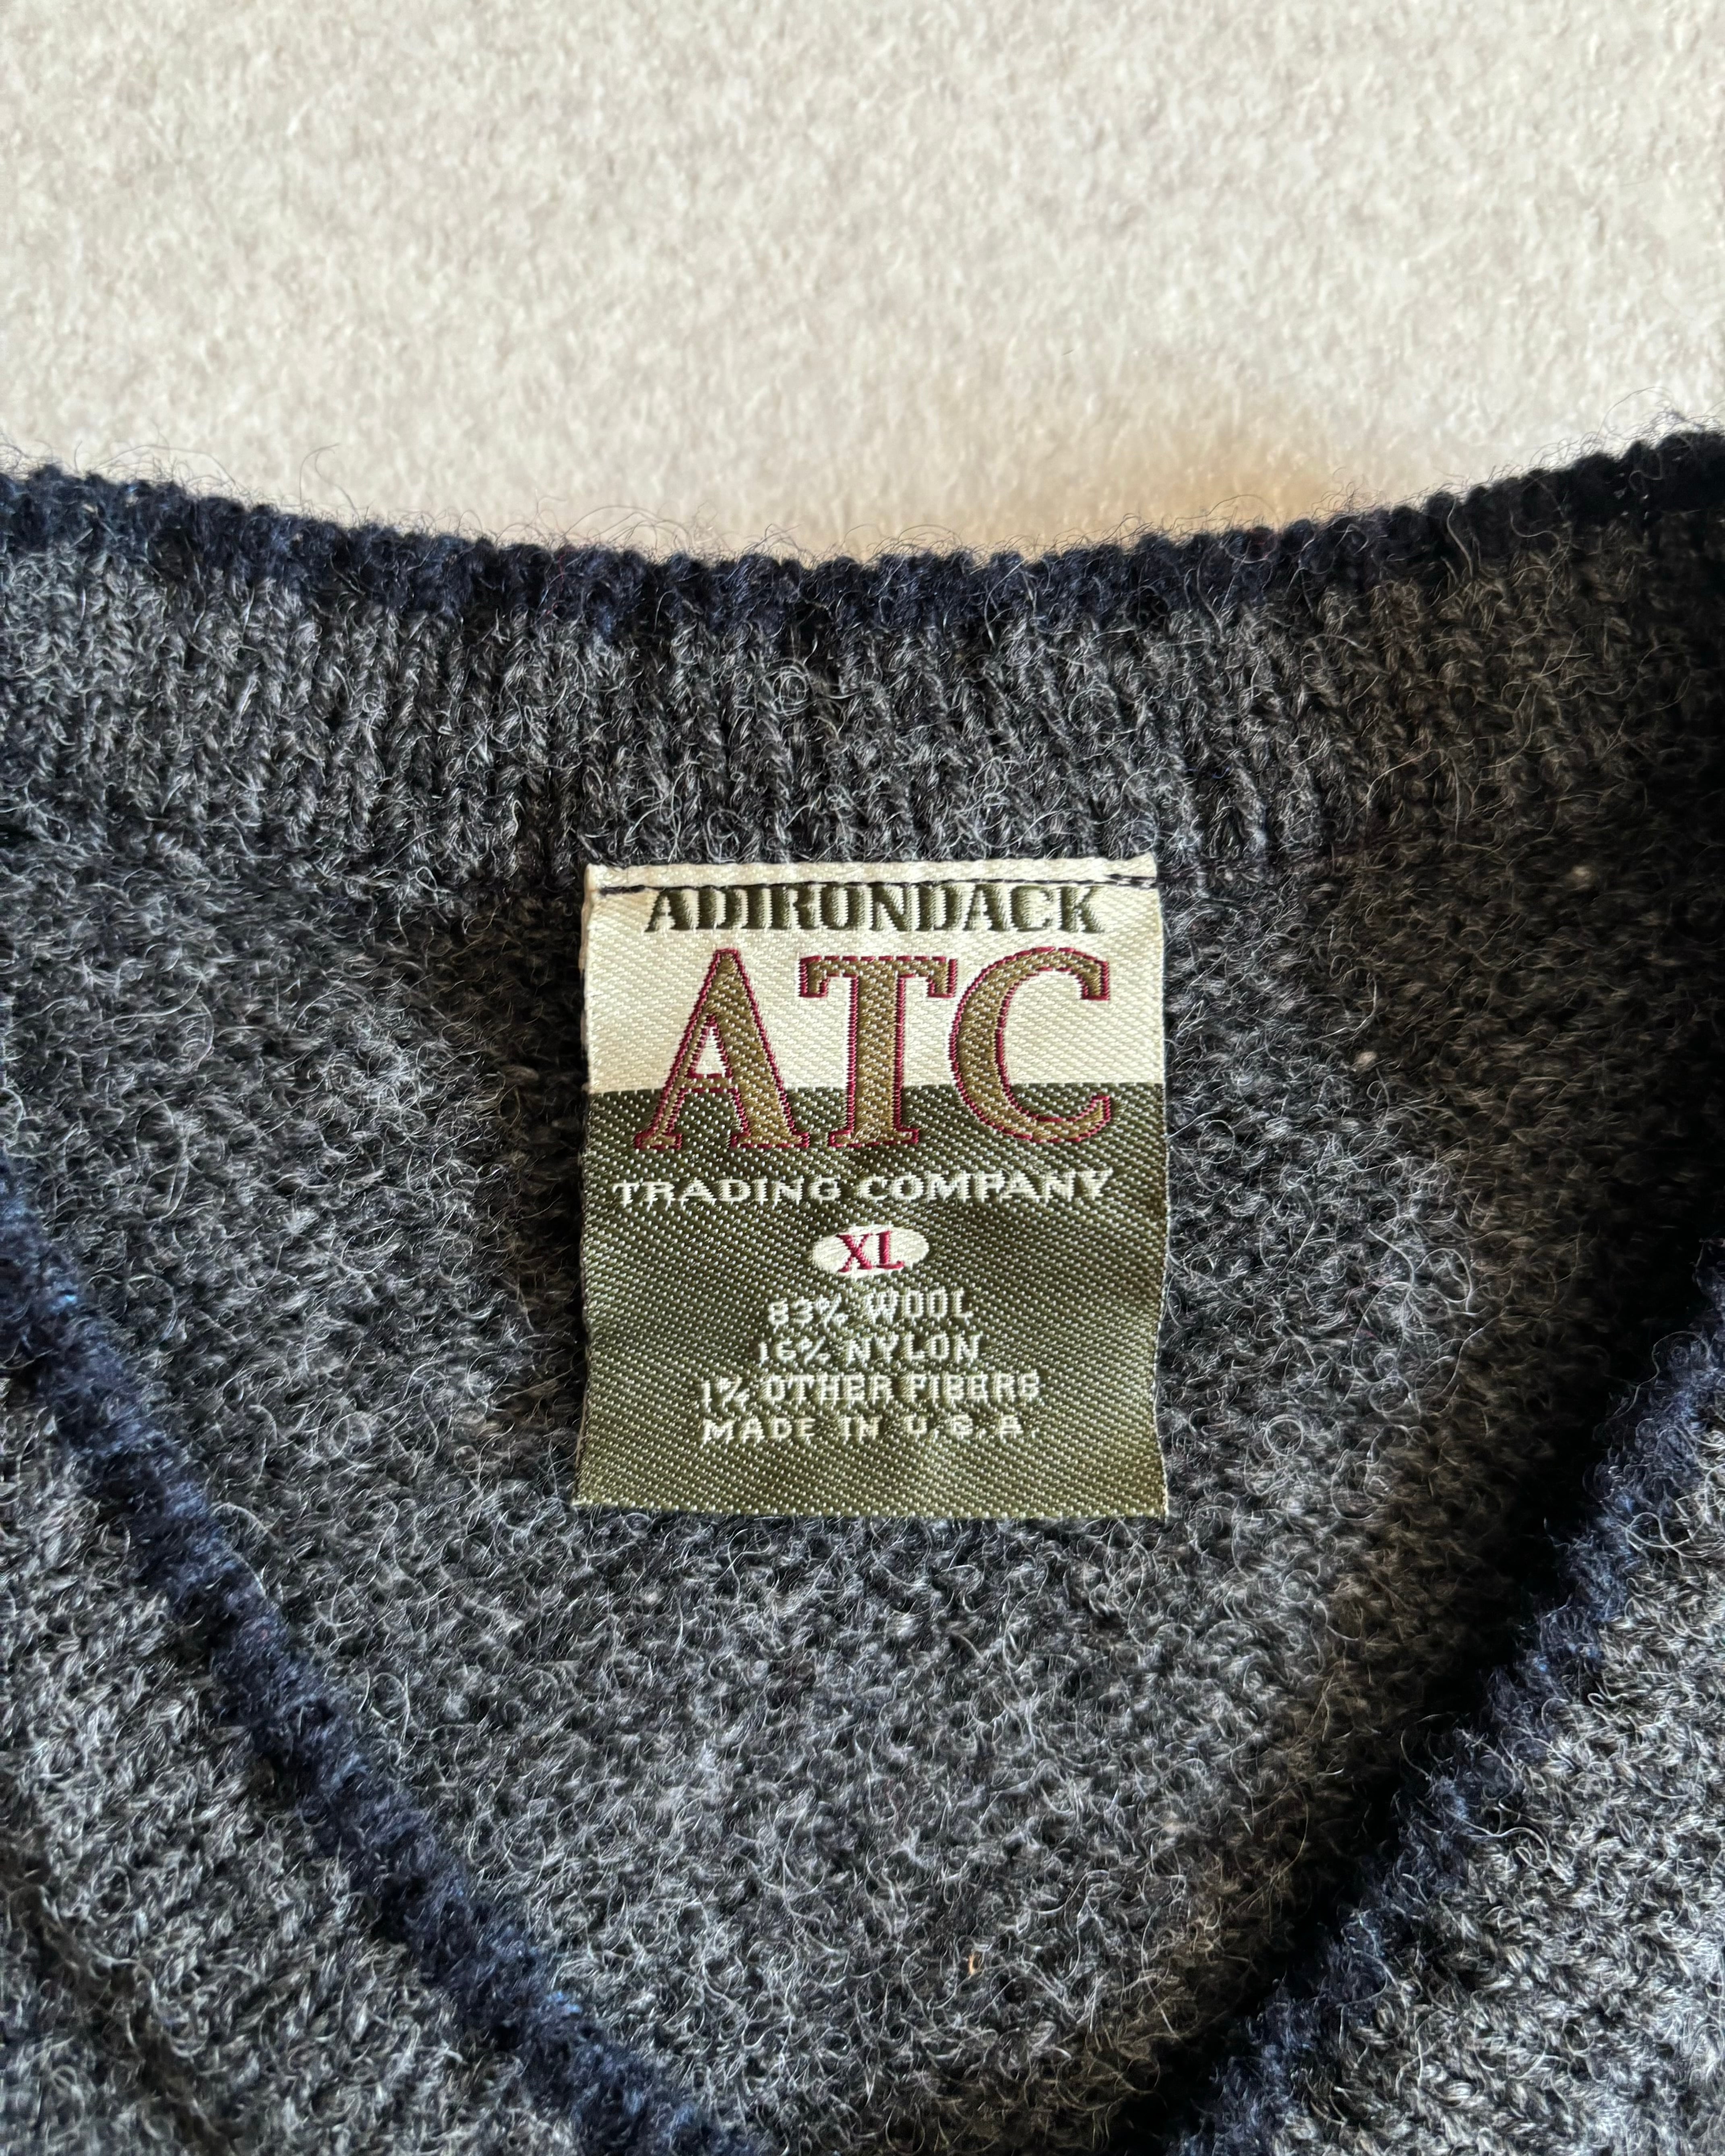 ADIRONDACK
ATC
TRADING COMPANY
XL
83% WOOL
16% NYLON
1% OTHER FIBERS
MADE IN U.S.A.